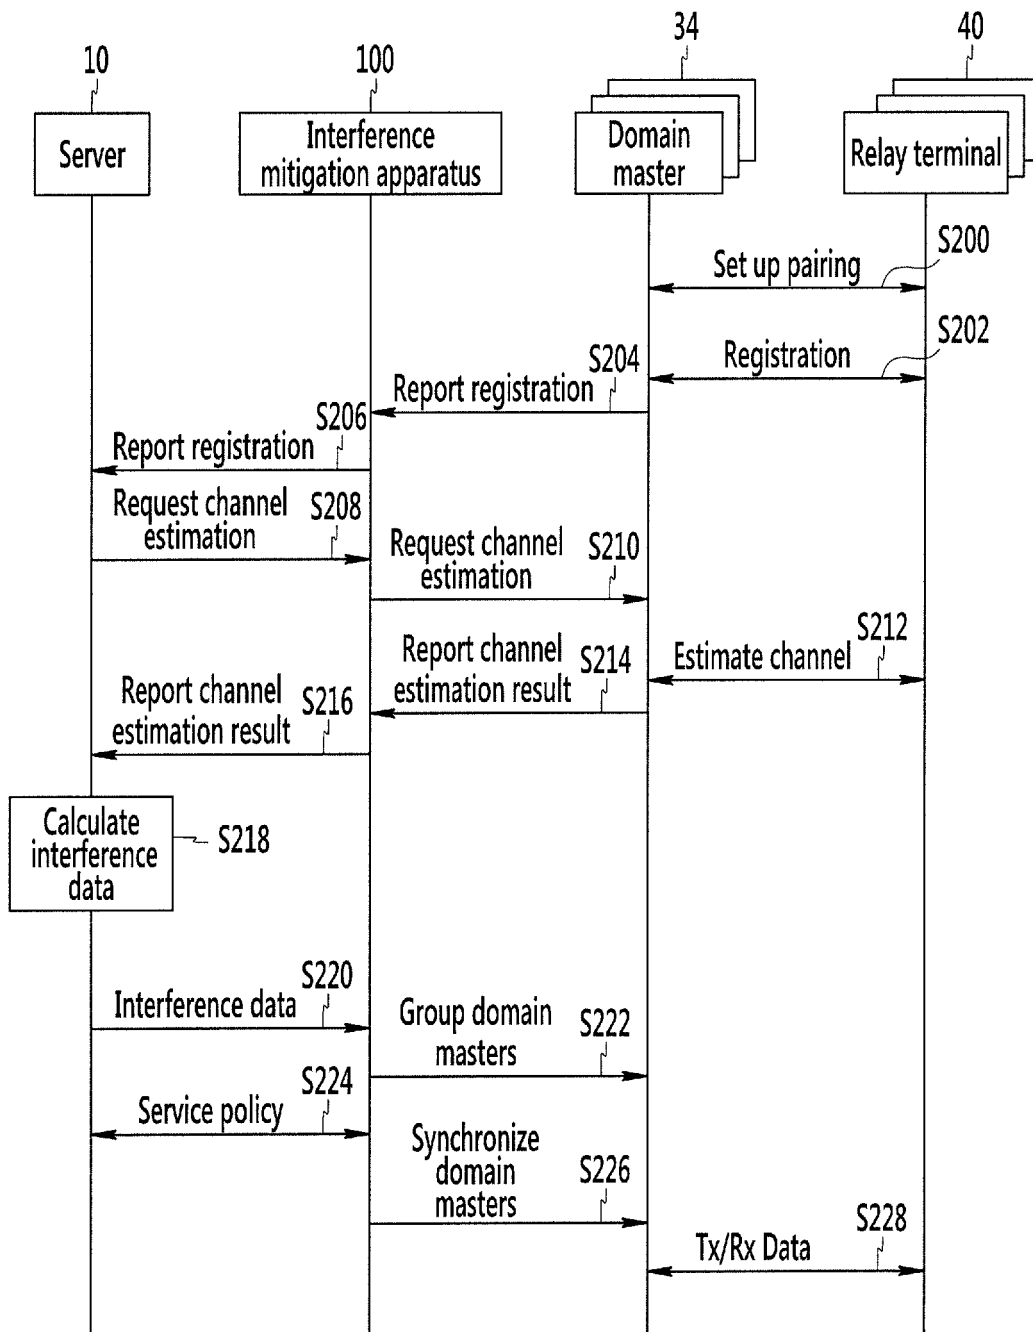 34
40
10
100
Server
Interference
mitigation apparatus
Domain
master
Relay terminal
S200
Set up pairing
S202
Registration
S204
Report registration
S206
Report registration
Request channel
estimation
S208
Request channel
estimation
S210
S212
Estimate channel
Report channel
estimation result
S214
Report channel
estimation result
S216
Calculate
interference
data
S218
S220
Interference data
Group domain
masters
S222
S224
Service policy
Synchronize
domain
masters
S226
S228
Tx/Rx Data